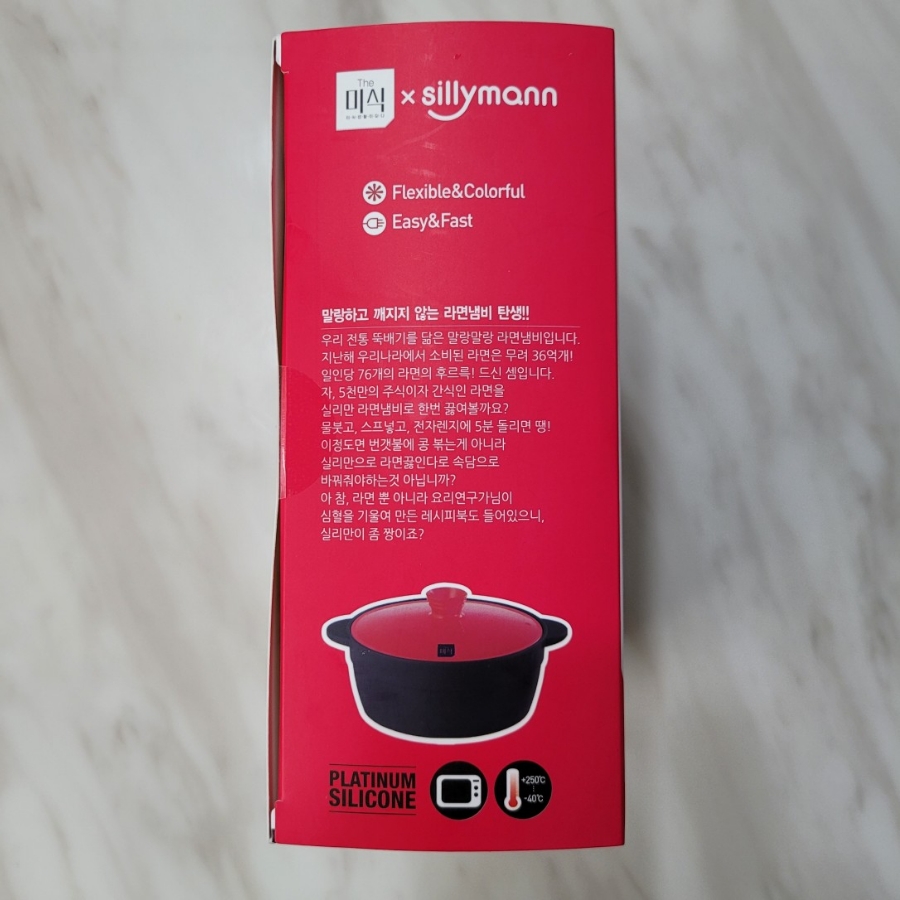 The
미식
× sillymann
Flexible&Colorful
Easy&Fast
말랑하고 깨지지 않는 라면냄비 탄생!!
우리 전통 뚝배기를 닮은 말랑말랑 라면냄비입니다.
지난해 우리나라에서 소비된 라면은 무려 36억개!
일인당 76개의 라면의 후르륵! 드신 셈입니다.
자, 5천만의 주식이자 간식인 라면을
실리만 라면냄비로 한번 끓여볼까요?
물붓고, 스프넣고, 전자렌지에 5분 돌리면 땡!
이정도면 번갯불에 콩 볶는게 아니라
실리만으로 라면끓인다로 속담으로
바꿔줘야하는것 아닙니까?
아 참, 라면 뿐 아니라 요리연구가님이
심혈을 기울여 만든 레시피북도 들어있으니,
실리만이 좀 짱이죠?
미식
PLATINUM
SILICONE
+250℃
-40℃